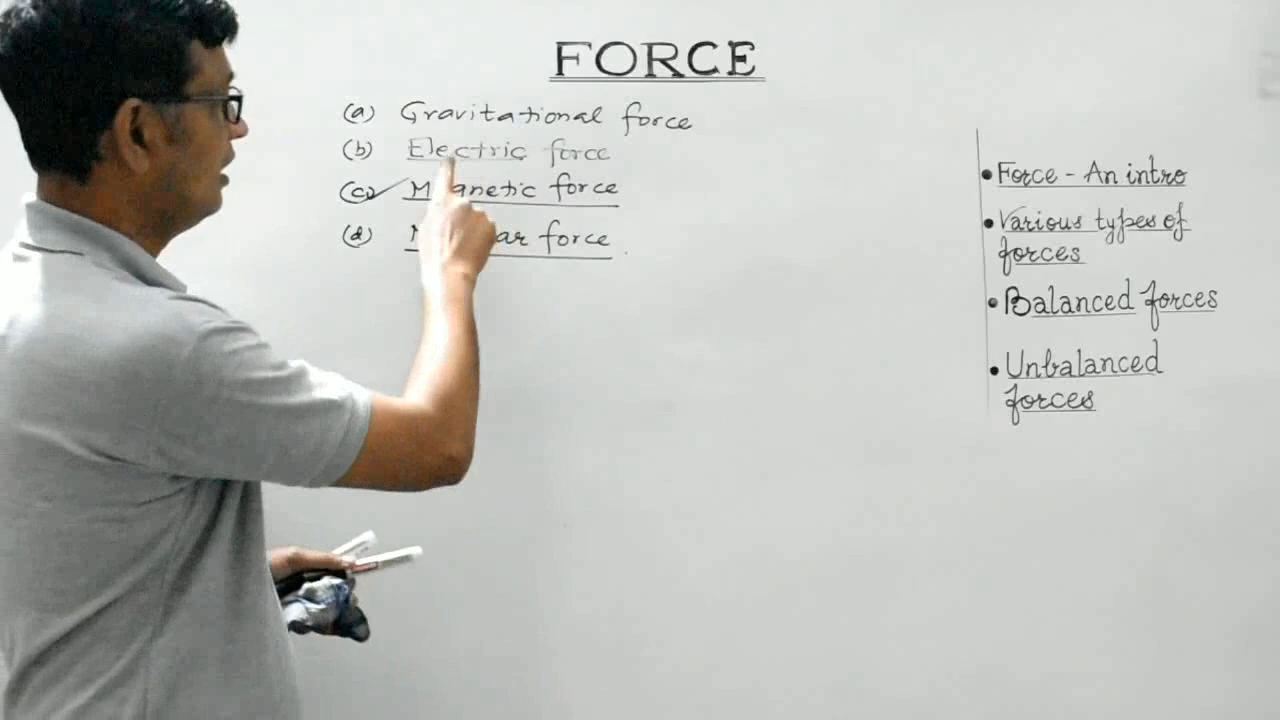 FORCE
(a) Gravitational force
(b) Electric force
(c) Magnetic force
(d) force.
• Force - An intro
• Various types of
forces
• Balanced forces
• Unbalanced
forces